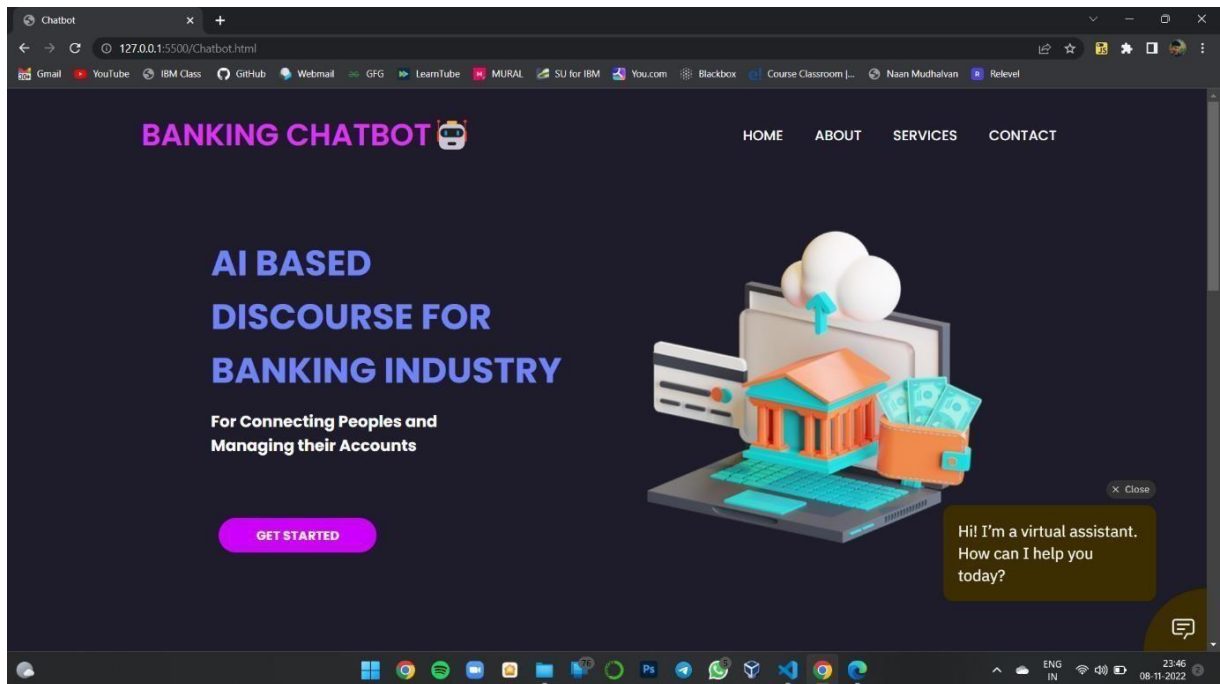 Chatbot
127.0.0.1:5500/Chatbot.html
Gmail YouTube IBM Class GitHub Webmail GFG LearnTube MURAL SU for IBM You.com Blackbox Course Classroom |... Naan Mudhalvan Relevel
BANKING CHATBOT
HOME ABOUT SERVICES CONTACT
AI BASED
DISCOURSE FOR
BANKING INDUSTRY
For Connecting Peoples and
Managing their Accounts
GET STARTED
× Close
Hi! I'm a virtual assistant.
How can I help you
today?
Ps
ENG
IN
23:46
08-11-2022